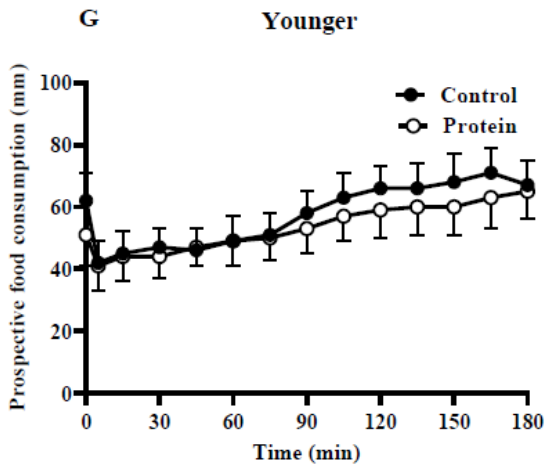 G Younger
Prospective food consumption (mm)
100
80
60
40
20
0
Control
Protein
0 30 60 90 120 150 180
Time (min)